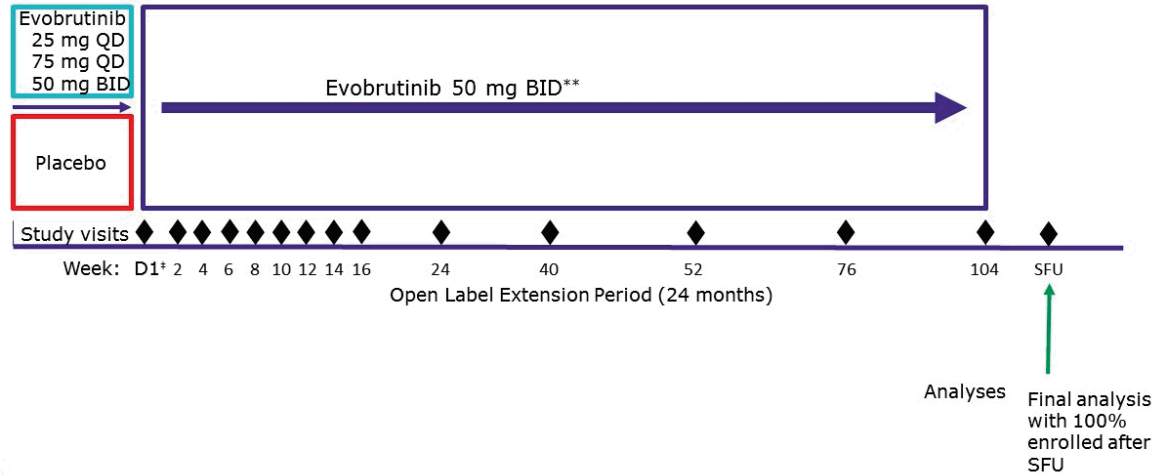 Evobrutinib
25 mg QD
75 mg QD
50 mg BID
Evobrutinib 50 mg BID**
Placebo
Study visits
Week: D1‡ 2 4 6 8 10 12 14 16 24 40 52 76 104 SFU
Open Label Extension Period (24 months)
Analyses
Final analysis
with 100%
enrolled after
SFU